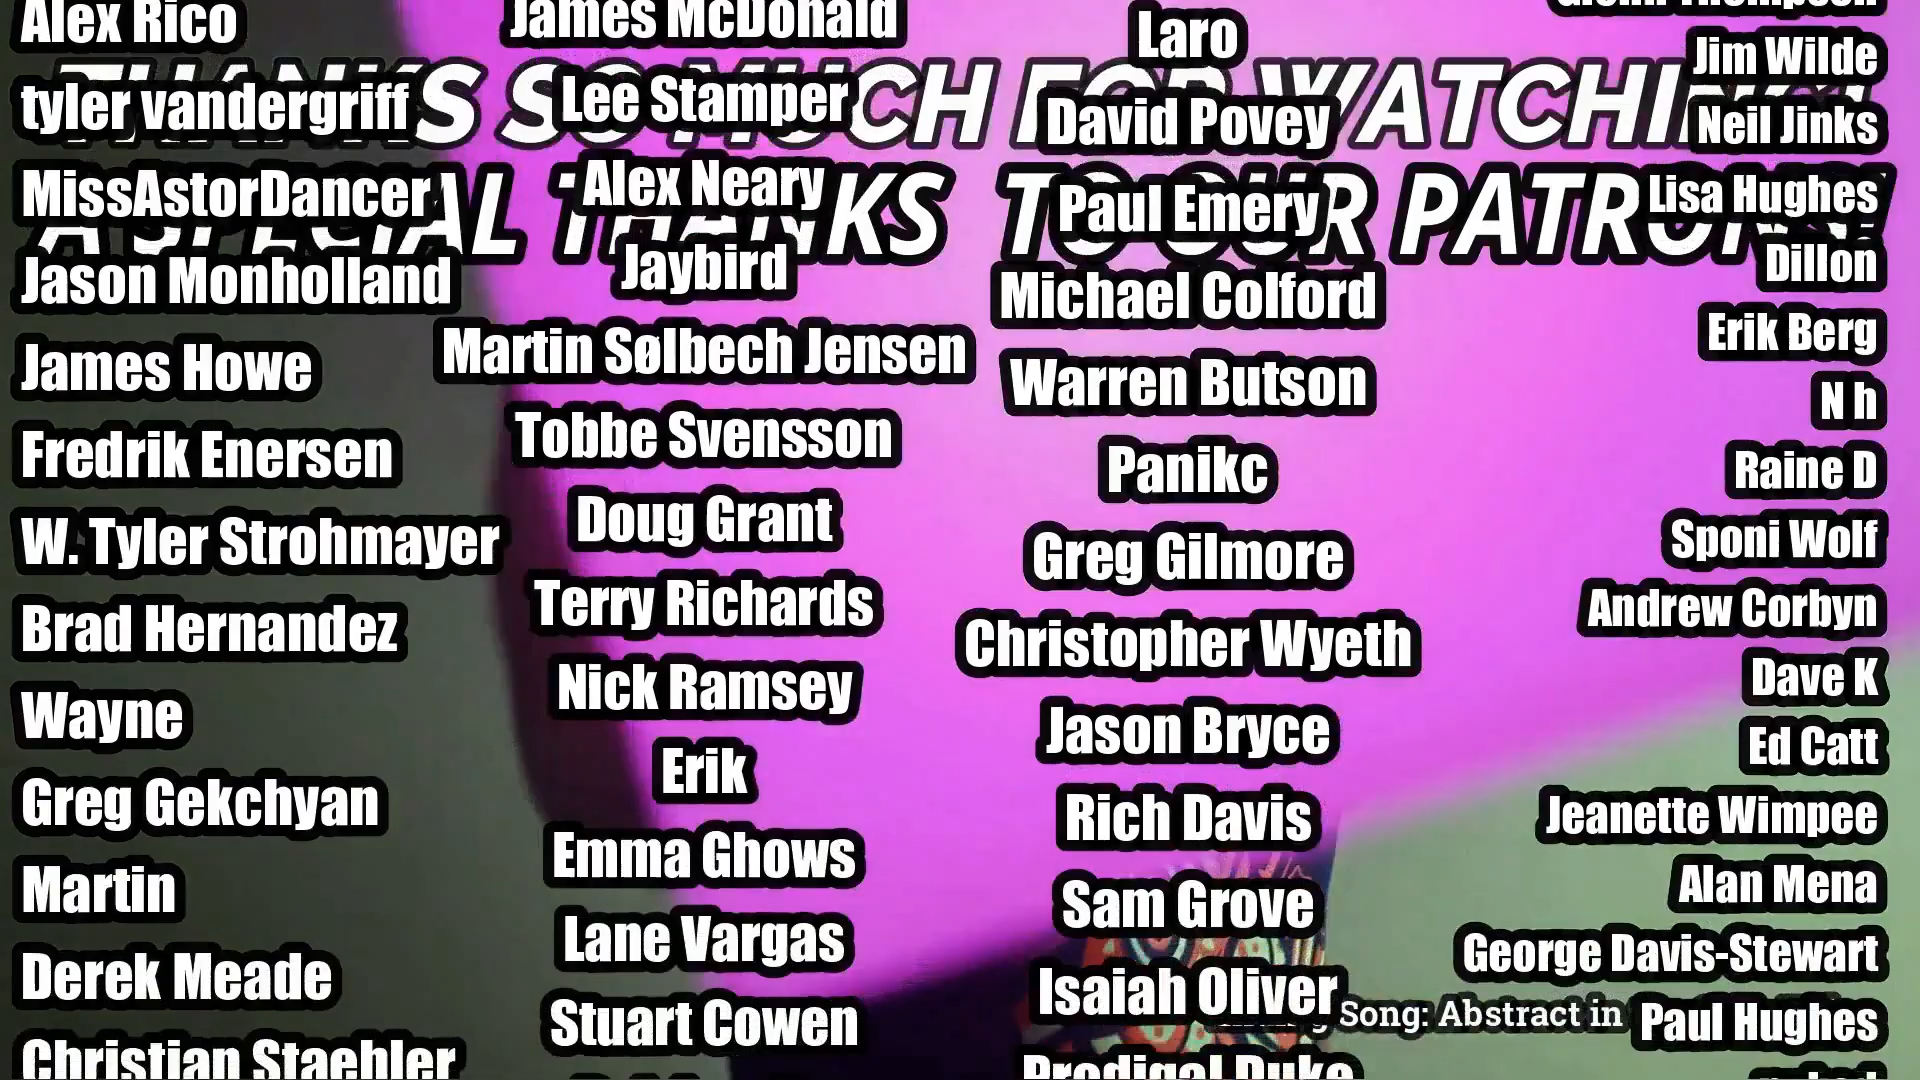 THANKS SO MUCH FOR WATCHING!
A SPECIAL THANKS TO OUR PATRONS!
Alex Rico
tyler vandergriff
MissAstorDancer
Jason Monholland
James Howe
Fredrik Enersen
W. Tyler Strohmayer
Brad Hernandez
Wayne
Greg Gekchyan
Martin
Derek Meade
Christian Staehler
James McDonald
Lee Stamper
Alex Neary
Jaybird
Martin Sølbech Jensen
Tobbe Svensson
Doug Grant
Terry Richards
Nick Ramsey
Erik
Emma Ghows
Lane Vargas
Stuart Cowen
Laro
David Povey
Paul Emery
Michael Colford
Warren Butson
Panikc
Greg Gilmore
Christopher Wyeth
Jason Bryce
Rich Davis
Sam Grove
Isaiah Oliver
Prodigal Duke
Glenn Thompson
Jim Wilde
Neil Jinks
Lisa Hughes
Dillon
Erik Berg
N h
Raine D
Sponi Wolf
Andrew Corbyn
Dave K
Ed Catt
Jeanette Wimpee
Alan Mena
George Davis-Stewart
Paul Hughes
Song: Abstract in